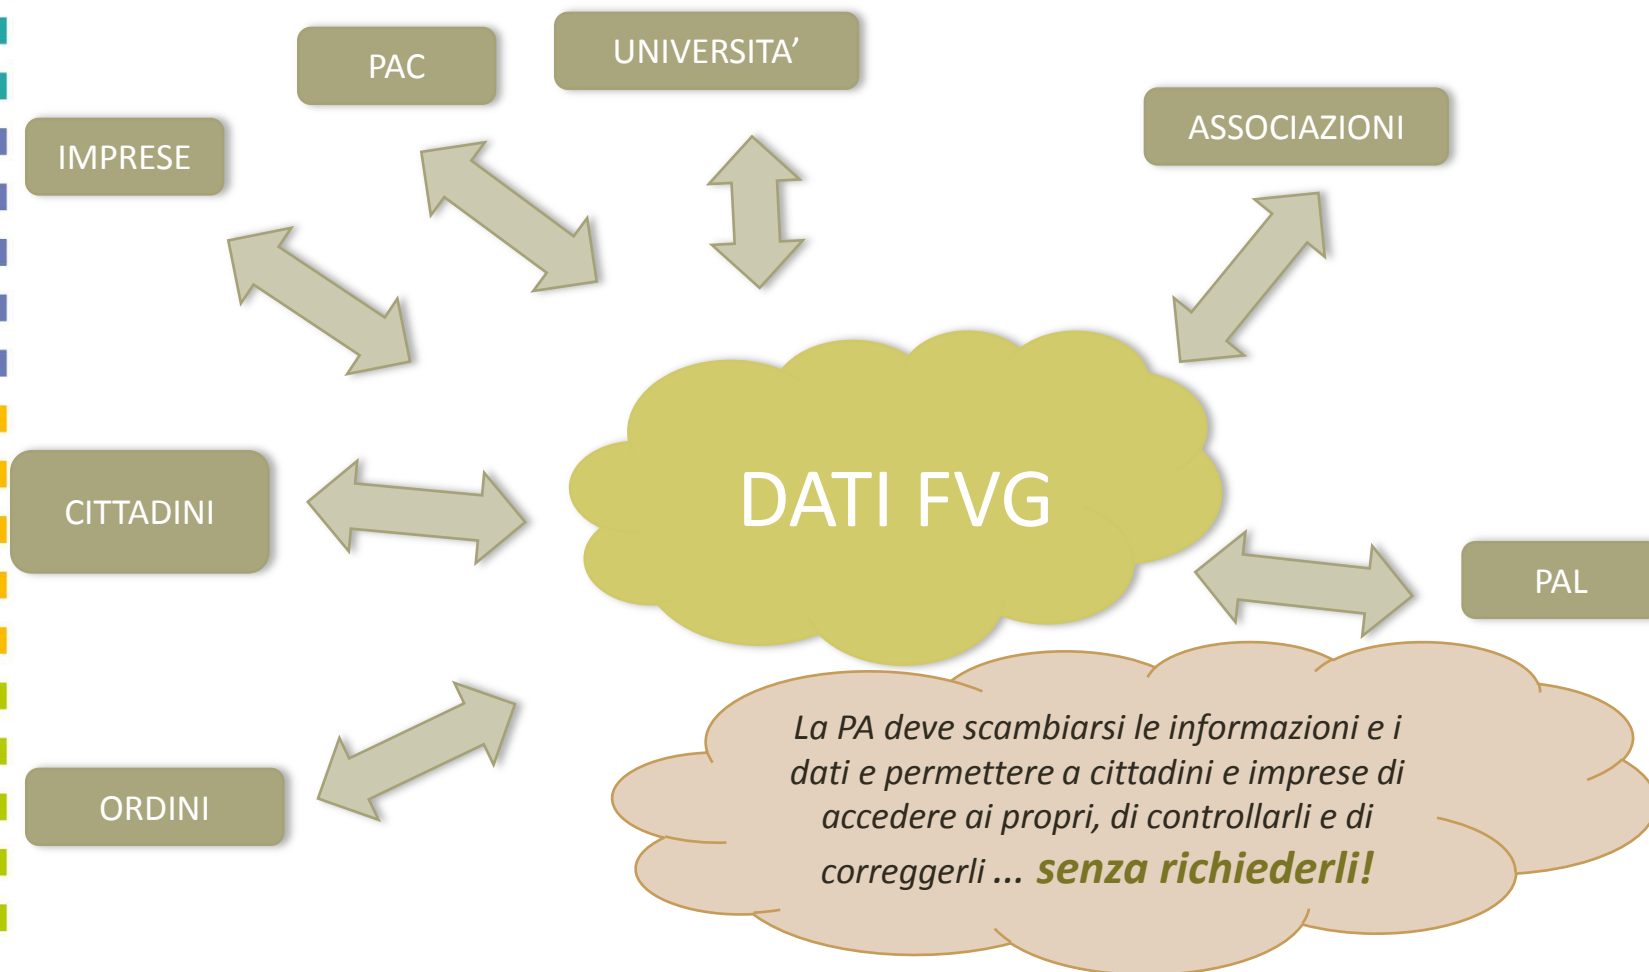 UNIVERSITA’
PAC
ASSOCIAZIONI
IMPRESE
DATI FVG
CITTADINI
PAL
La PA deve scambiarsi le informazioni e i
dati e permettere a cittadini e imprese di
accedere ai propri, di controllarli e di
correggerli ... senza richiederli!
ORDINI